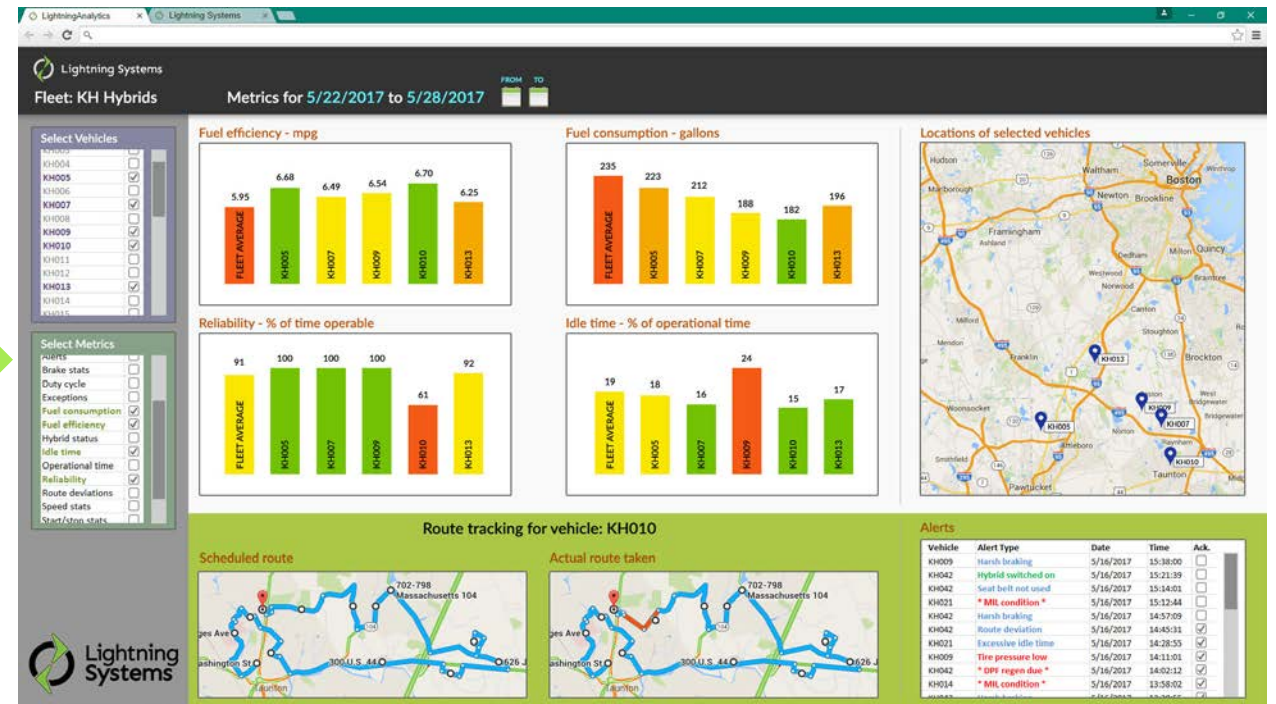 LightningAnalytics
Lightning Systems
Lightning Systems
Fleet: KH Hybrids
Metrics for 5/22/2017 to 5/28/2017
FROM TO
Select Vehicles
KH003
KH004
KH005
KH006
KH007
KH008
KH009
KH010
KH011
KH012
KH013
KH014
KH015
Select Metrics
Alerts
Brake stats
Duty cycle
Exceptions
Fuel consumption
Fuel efficiency
Hybrid status
Idle time
Operational time
Reliability
Route deviations
Speed stats
Start/stop stats
Lightning
Systems
Fuel efficiency - mpg
5.95 6.68 6.49 6.54 6.70 6.25
FLEET AVERAGE KH005 KH007 KH009 KH010 KH013
Fuel consumption - gallons
235 223 212 188 182 196
FLEET AVERAGE KH005 KH007 KH009 KH010 KH013
Reliability - % of time operable
91 100 100 100 61 92
FLEET AVERAGE KH005 KH007 KH009 KH010 KH013
Idle time - % of operational time
19 18 16 24 15 17
FLEET AVERAGE KH005 KH007 KH009 KH010 KH013
Locations of selected vehicles
Hudson
Waltham
Somerville
Winthrop
Boston
Marlborough
Newton
Brookline
Framingham
Ashland
Dedham
Milton
Quincy
Westwood
Norwood
Braintree
Canton
Milford
Stoughton
Mendon
Franklin
KH013
Brockton
Woonsocket
KH005
KH009
KH007
West
Bridgewater
Bridgewater
Norton
Raynham
Attleboro
KH010
Smithfield
Taunton
Pawtucket
Route tracking for vehicle: KH010
Scheduled route
702-798
Massachusetts 104
104
ges Ave
ashington St
300 U.S. 44
626 J
Taunton
Actual route taken
702-798
Massachusetts 104
104
ges Ave
ashington St
300 U.S. 44
626 J
Taunton
Alerts
Vehicle Alert Type Date Time Ack.
KH009 Harsh braking 5/16/2017 15:38:00
KH042 Hybrid switched on 5/16/2017 15:21:39
KH042 Seat belt not used 5/16/2017 15:14:01
KH021 * MIL condition * 5/16/2017 15:12:44
KH042 Harsh braking 5/16/2017 14:57:09
KH042 Route deviation 5/16/2017 14:45:31
KH021 Excessive idle time 5/16/2017 14:28:55
KH009 Tire pressure low 5/16/2017 14:11:01
KH042 * DPF regen due * 5/16/2017 14:02:12
KH014 * MIL condition * 5/16/2017 13:58:02